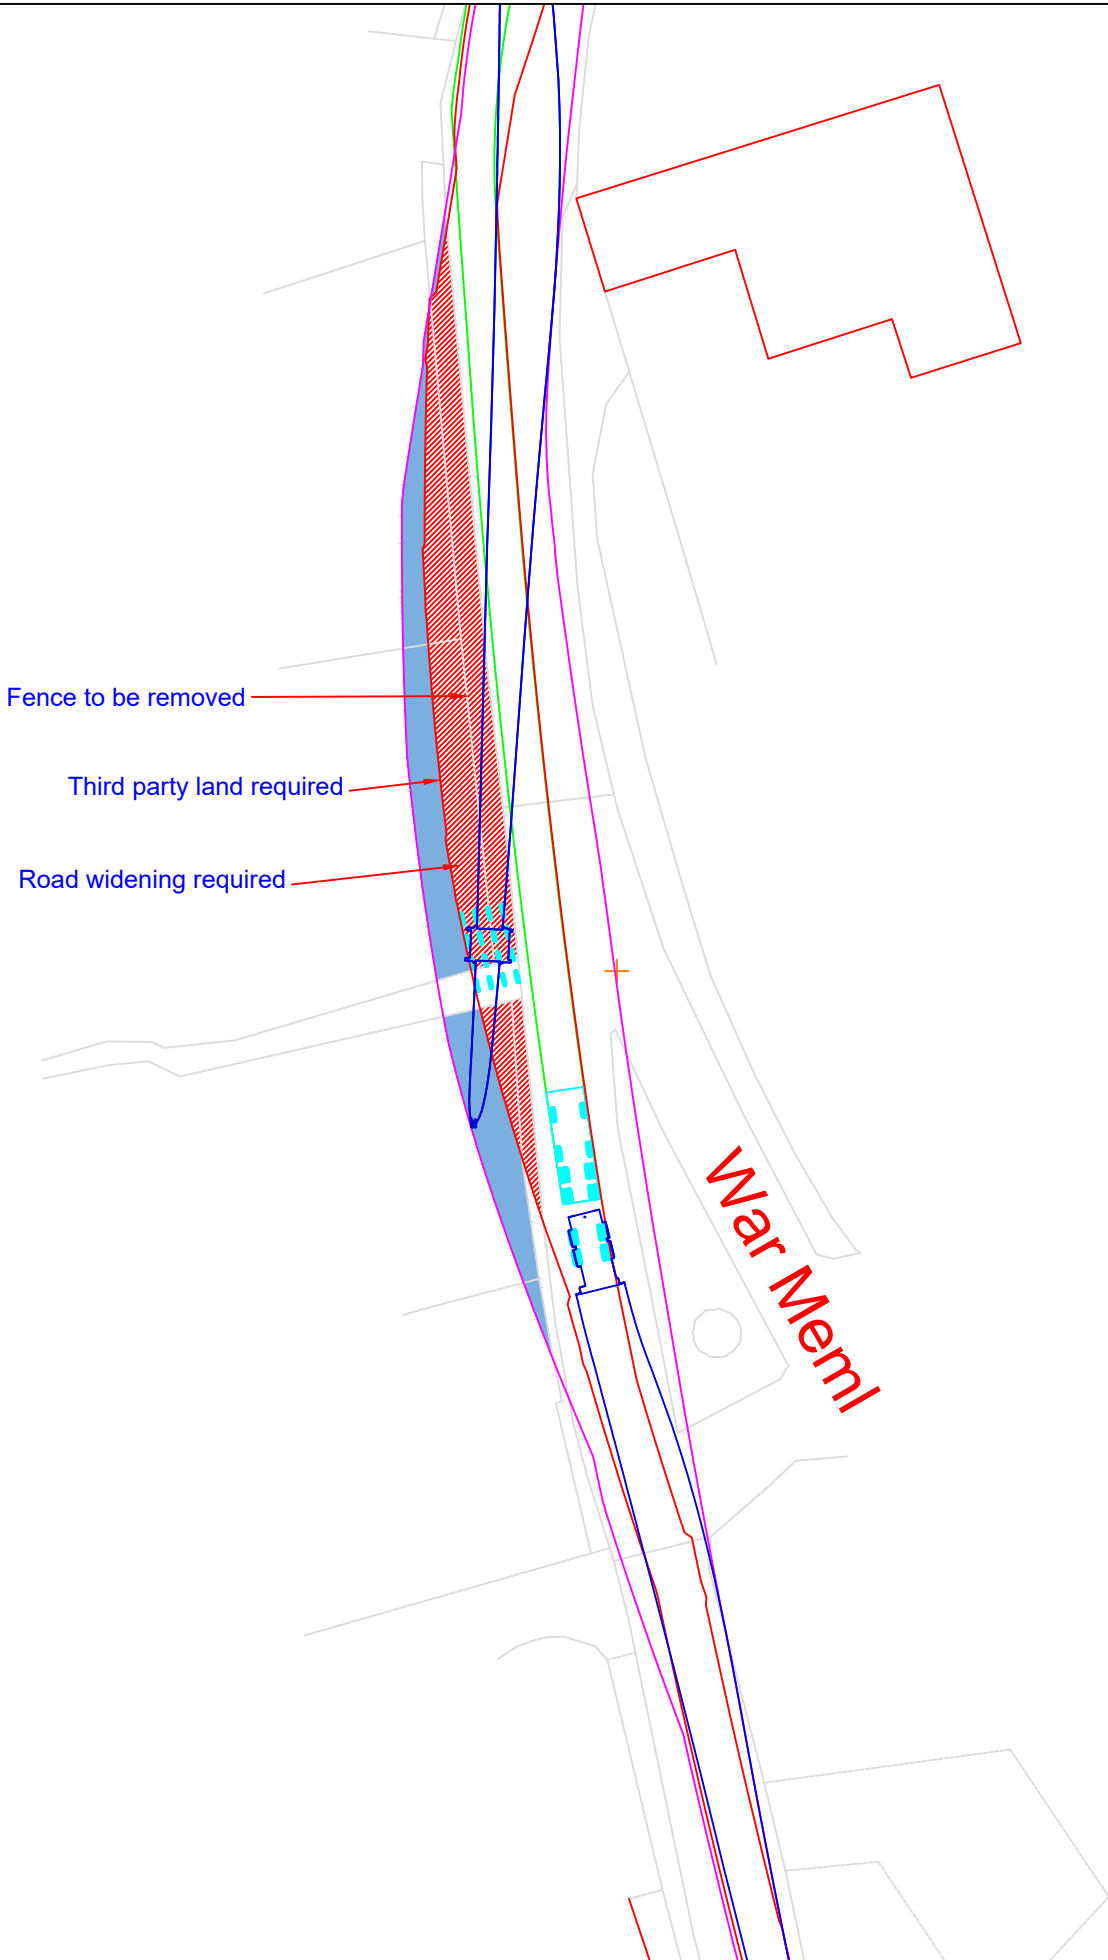 Fence to be removed
Third party land required
Road widening required
War Meml